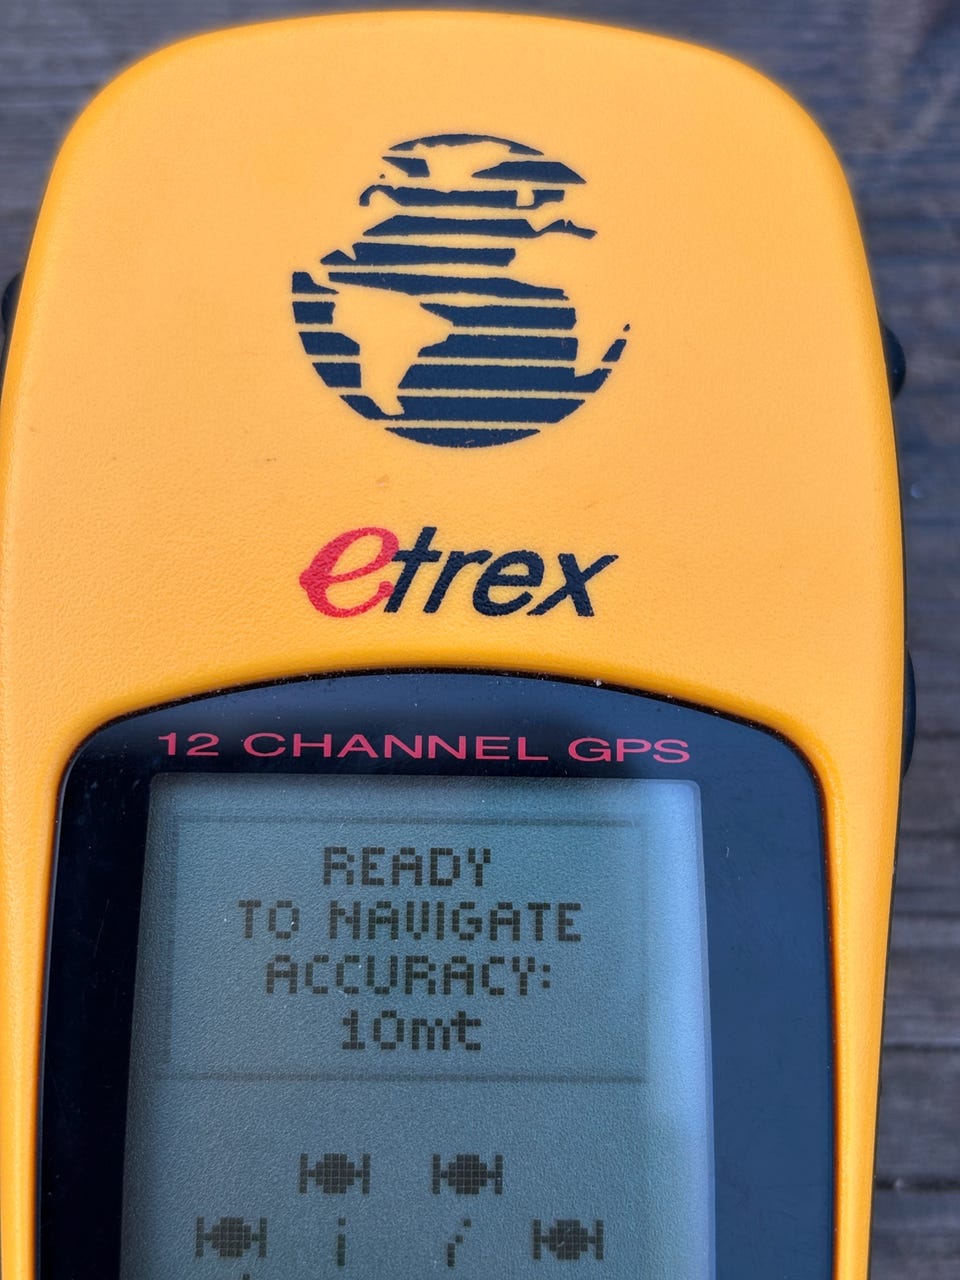 etrex
12 CHANNEL GPS
READY
TO NAVIGATE
ACCURACY:
10mt